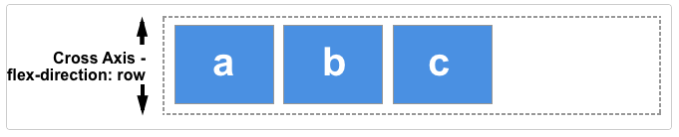 Cross Axis -
flex-direction: row
a b c